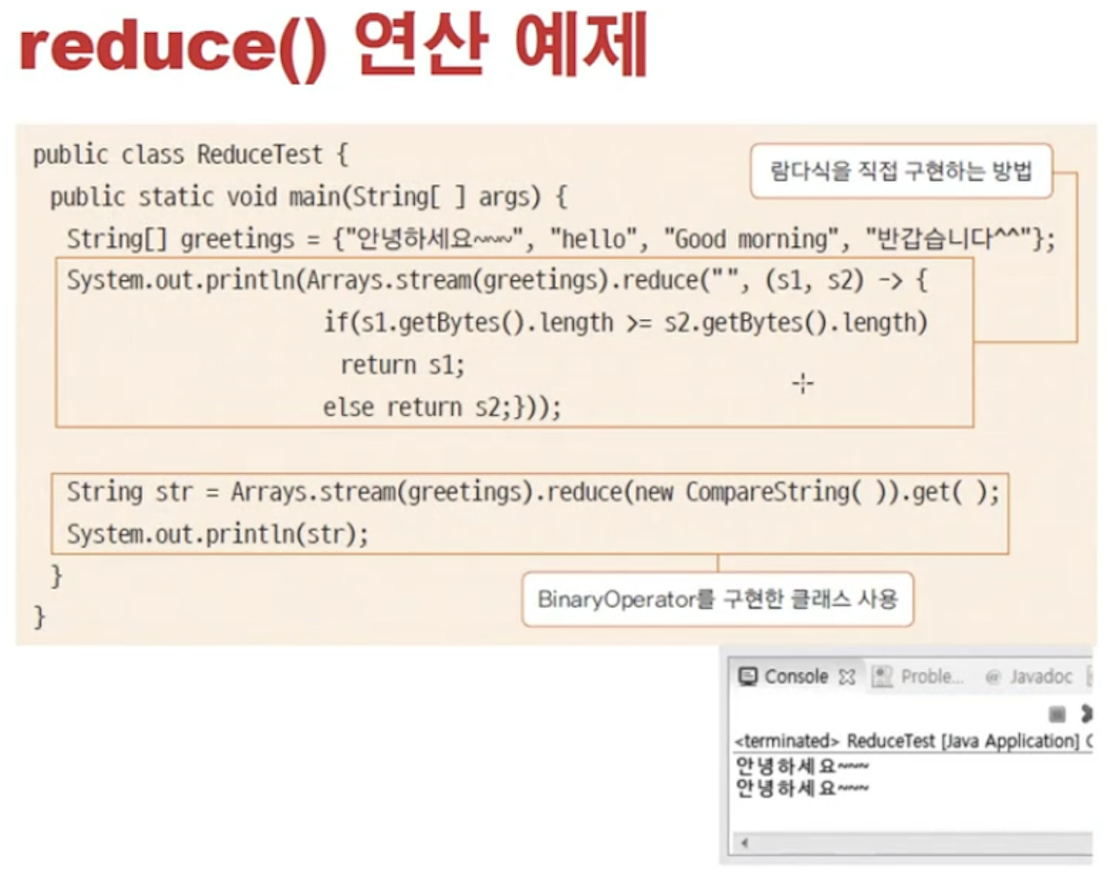 reduce() 연산 예제
public class ReduceTest {
람다식을 직접 구현하는 방법
public static void main(String[ ] args) {
String[] greetings = {"안녕하세요~~~", "hello", "Good morning", "반갑습니다^^"};
System.out.println(Arrays.stream(greetings).reduce("", (s1, s2) -> {
if(s1.getBytes().length >= s2.getBytes().length)
return s1;
else return s2;}));
String str = Arrays.stream(greetings).reduce(new CompareString( )).get( );
System.out.println(str);
}
BinaryOperator를 구현한 클래스 사용
}
Console Proble... @ Javadoc
<terminated> ReduceTest [Java Application] C
안녕하세요~~~
안녕하세요~~~